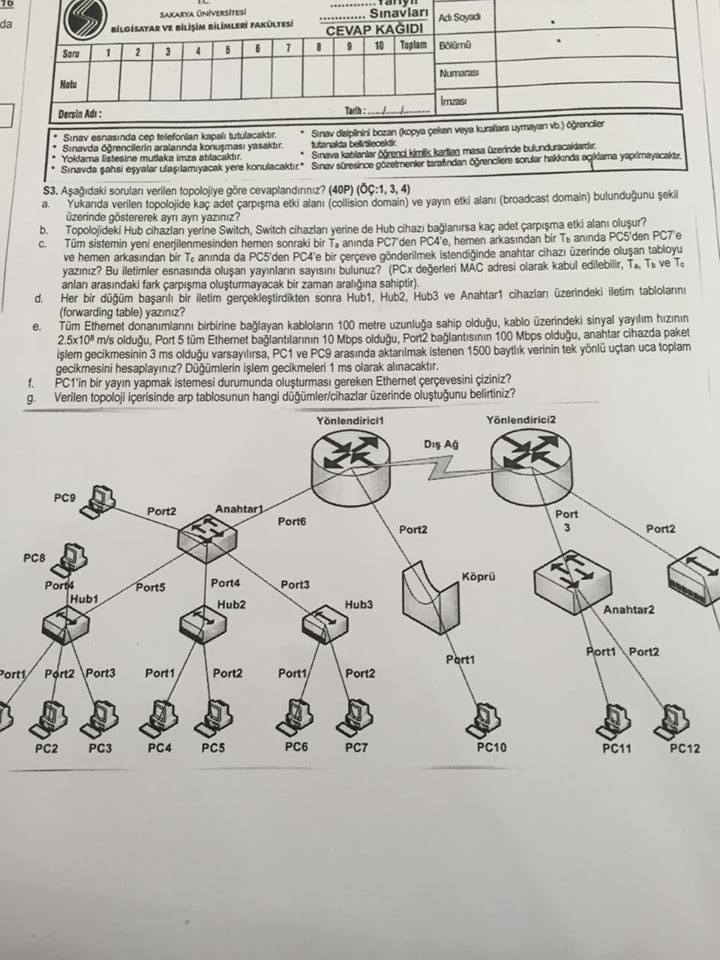 16
da
T.C.
SAKARYA ÜNİVERSİTESİ
BİLGİSAYAR VE BİLİŞİM BİLİMLERİ FAKÜLTESİ
............ Yarıyıl
............ Sınavları
CEVAP KAĞIDI
Adı Soyadı
Bölümü
Numarası
İmzası
Soru 1 2 3 4 5 6 7 8 9 10 Toplam
Notu
Dersin Adı :
Tarih : ....../....../...........
* Sınav esnasında cep telefonları kapalı tutulacaktır.
* Sınavda öğrencilerin aralarında konuşması yasaktır.
* Yoklama listesine mutlaka imza atılacaktır.
* Sınavda şahsi eşyalar ulaşılamıyacak yere konulacaktır.
* Sınav disiplinini bozan (kopya çeken veya kurallara uymayan vb.) öğrenciler
tutanakta belirtilecektir.
* Sınava katılanlar öğrenci kimlik kartları masa üzerinde bulunduracaklardır.
* Sınav süresince gözetmenler tarafından öğrencilere sorular hakkında açıklama yapılmayacaktır.
S3. Aşağıdaki soruları verilen topolojiye göre cevaplandırınız? (40P) (ÖÇ:1, 3, 4)
a. Yukarıda verilen topolojide kaç adet çarpışma etki alanı (collision domain) ve yayın etki alanı (broadcast domain) bulunduğunu şekil
üzerinde göstererek ayrı ayrı yazınız?
b. Topolojideki Hub cihazları yerine Switch, Switch cihazları yerine de Hub cihazı bağlanırsa kaç adet çarpışma etki alanı oluşur?
c. Tüm sistemin yeni enerjilenmesinden hemen sonraki bir Ta anında PC7'den PC4'e, hemen arkasından bir Tb anında PC5'den PC7'e
ve hemen arkasından bir Tc anında da PC5'den PC4'e bir çerçeve gönderilmek istendiğinde anahtar cihazı üzerinde oluşan tabloyu
yazınız? Bu iletimler esnasında oluşan yayınların sayısını bulunuz? (PCx değerleri MAC adresi olarak kabul edilebilir, Ta, Tb ve Tc
anları arasındaki fark çarpışma oluşturmayacak bir zaman aralığına sahiptir).
d. Her bir düğüm başarılı bir iletim gerçekleştirdikten sonra Hub1, Hub2, Hub3 ve Anahtar1 cihazları üzerindeki iletim tablolarını
(forwarding table) yazınız?
e. Tüm Ethernet donanımlarını birbirine bağlayan kabloların 100 metre uzunluğa sahip olduğu, kablo üzerindeki sinyal yayılım hızının
2.5x10⁸ m/s olduğu, Port 5 tüm Ethernet bağlantılarının 10 Mbps olduğu, Port2 bağlantısının 100 Mbps olduğu, anahtar cihazda paket
işlem gecikmesinin 3 ms olduğu varsayılırsa, PC1 ve PC9 arasında aktarılmak istenen 1500 baytlık verinin tek yönlü uçtan uca toplam
gecikmesini hesaplayınız? Düğümlerin işlem gecikmeleri 1 ms olarak alınacaktır.
f. PC1'in bir yayın yapmak istemesi durumunda oluşturması gereken Ethernet çerçevesini çiziniz?
g. Verilen topoloji içerisinde arp tablosunun hangi düğümler/cihazlar üzerinde oluştuğunu belirtiniz?
Yönlendirici1
Yönlendirici2
Dış Ağ
PC9
Port2
Anahtar1
Port6
Port2
Port
3
Port2
PC8
Port4
Hub1
Port5
Port4
Hub2
Port3
Hub3
Köprü
Anahtar2
Port1
Port2
Port3
Port1
Port2
Port1
Port2
Port1
Port1
Port2
PC2
PC3
PC4
PC5
PC6
PC7
PC10
PC11
PC12